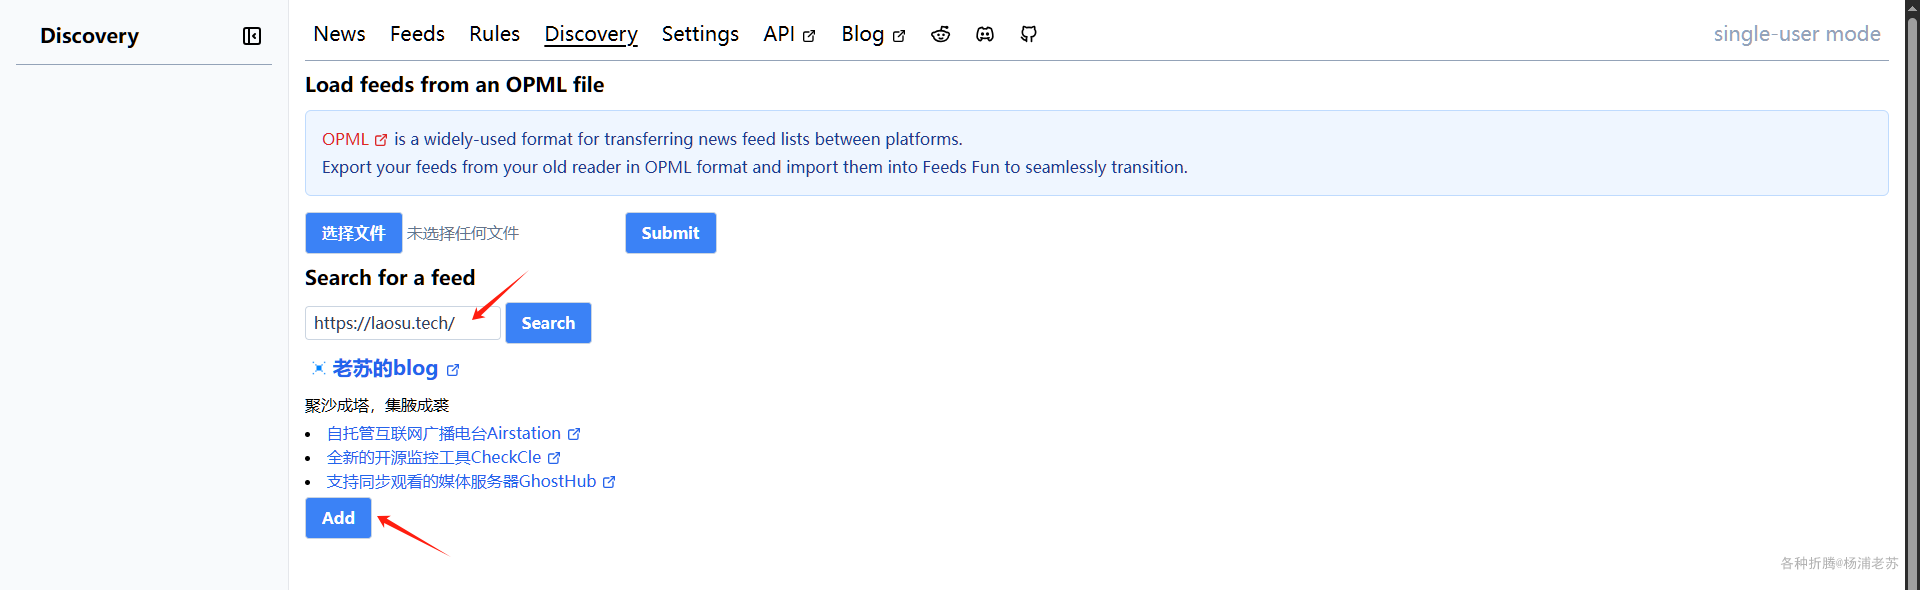 Discovery
News Feeds Rules Discovery Settings API Blog single-user mode
Load feeds from an OPML file
OPML is a widely-used format for transferring news feed lists between platforms.
Export your feeds from your old reader in OPML format and import them into Feeds Fun to seamlessly transition.
选择文件 未选择任何文件 Submit
Search for a feed
https://laosu.tech/ Search
老苏的blog
聚沙成塔，集腋成裘
自托管互联网广播电台Airstation
全新的开源监控工具CheckCle
支持同步观看的媒体服务器GhostHub
Add
各种折腾@杨浦老苏